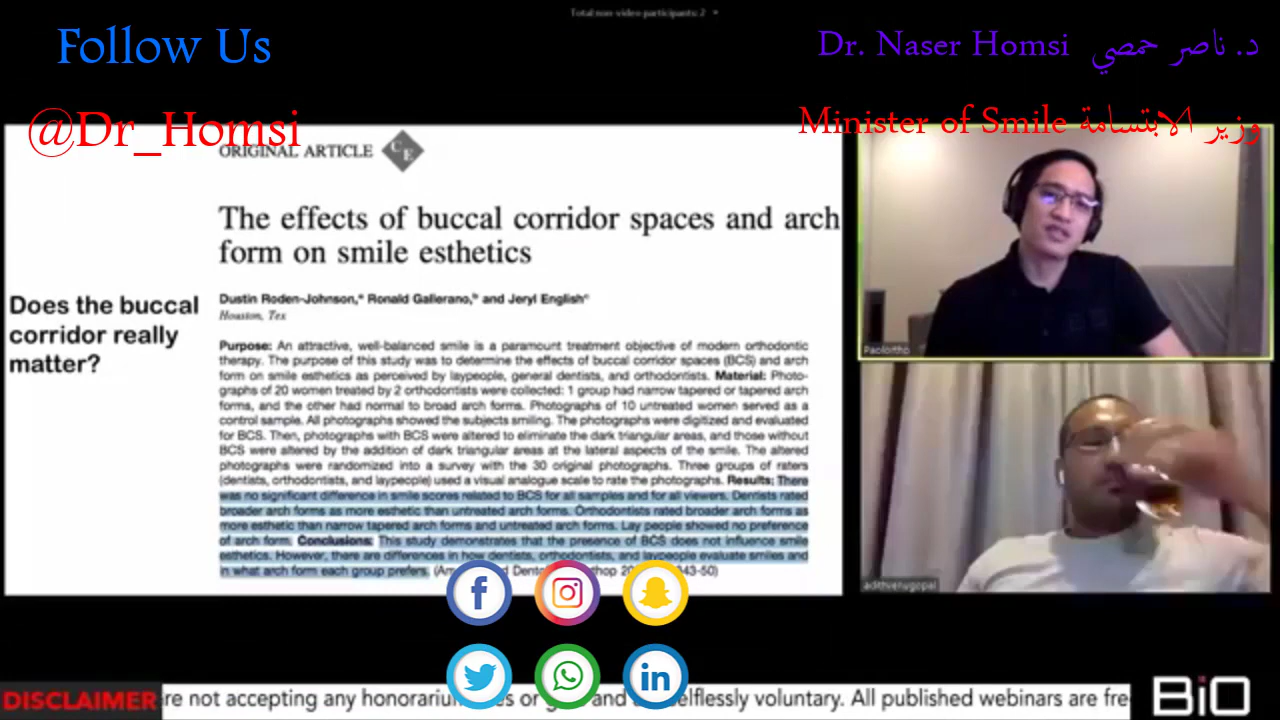 Total non-video participants: 2
Follow Us
Dr. Naser Homsi د. ناصر حمصي
@Dr_Homsi
Minister of Smile وزير الابتسامة
ORIGINAL ARTICLE CE
The effects of buccal corridor spaces and arch
form on smile esthetics
Does the buccal
corridor really
matter?
Dustin Roden-Johnson,a Ronald Gallerano,b and Jeryl Englishc
Houston, Tex
Purpose: An attractive, well-balanced smile is a paramount treatment objective of modern orthodontic
therapy. The purpose of this study was to determine the effects of buccal corridor spaces (BCS) and arch
form on smile esthetics as perceived by laypeople, general dentists, and orthodontists. Material: Photo-
graphs of 20 women treated by 2 orthodontists were collected: 1 group had narrow tapered or tapered arch
forms, and the other had normal to broad arch forms. Photographs of 10 untreated women served as a
control sample. All photographs showed the subjects smiling. The photographs were digitized and evaluated
for BCS. Then, photographs with BCS were altered to eliminate the dark triangular areas, and those without
BCS were altered by the addition of dark triangular areas at the lateral aspects of the smile. The altered
photographs were randomized into a survey with the 30 original photographs. Three groups of raters
(dentists, orthodontists, and laypeople) used a visual analogue scale to rate the photographs. Results: There
was no significant difference in smile scores related to BCS for all samples and for all viewers. Dentists rated
broader arch forms as more esthetic than untreated arch forms. Orthodontists rated broader arch forms as
more esthetic than narrow tapered arch forms and untreated arch forms. Lay people showed no preference
of arch form. Conclusions: This study demonstrates that the presence of BCS does not influence smile
esthetics. However, there are differences in how dentists, orthodontists, and laypeople evaluate smiles and
in what arch form each group prefers. (Am 343-50)
Paolortho
adithvenugopal
DISCLAIMER re not accepting any honorarium and selflessly voluntary. All published webinars are fre
BiO